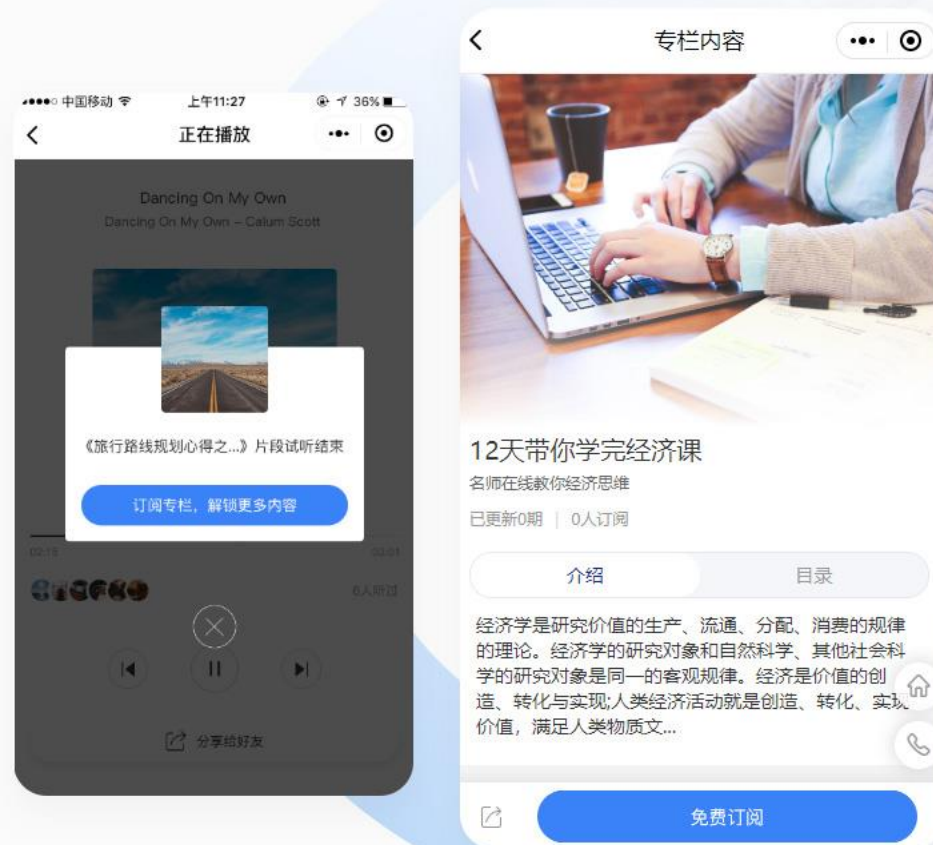 中国移动
上午11:27
36%
正在播放
Dancing On My Own
Dancing On My Own – Calum Scott
《旅行路线规划心得之...》片段试听结束
订阅专栏，解锁更多内容
02:15
03:01
6人听过
分享给好友
专栏内容
12天带你学完经济课
名师在线教你经济思维
已更新0期 | 0人订阅
介绍
目录
经济学是研究价值的生产、流通、分配、消费的规律
的理论。经济学的研究对象和自然科学、其他社会科
学的研究对象是同一的客观规律。经济是价值的创
造、转化与实现;人类经济活动就是创造、转化、实现
价值，满足人类物质文...
免费订阅